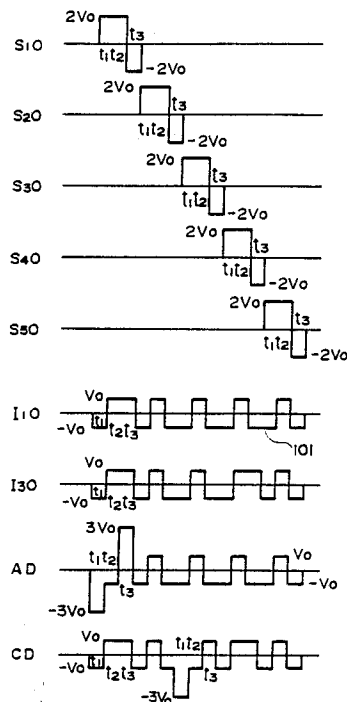 2Vo
t3
S10
t1t2
-2Vo
2Vo
t3
S20
t1t2
-2Vo
2Vo
t3
S30
t1t2
-2Vo
2Vo
t3
S40
t1t2
-2Vo
2Vo
t3
S50
t1t2
-2Vo
Vo
I10
-Vo
t1
t2t3
101
Vo
I30
-Vo
t1
t2t3
3Vo
t1t2
Vo
AD
-Vo
t3
-3Vo
Vo
t1t2
CD
-Vo
t1
t2t3
t3
-3Vo